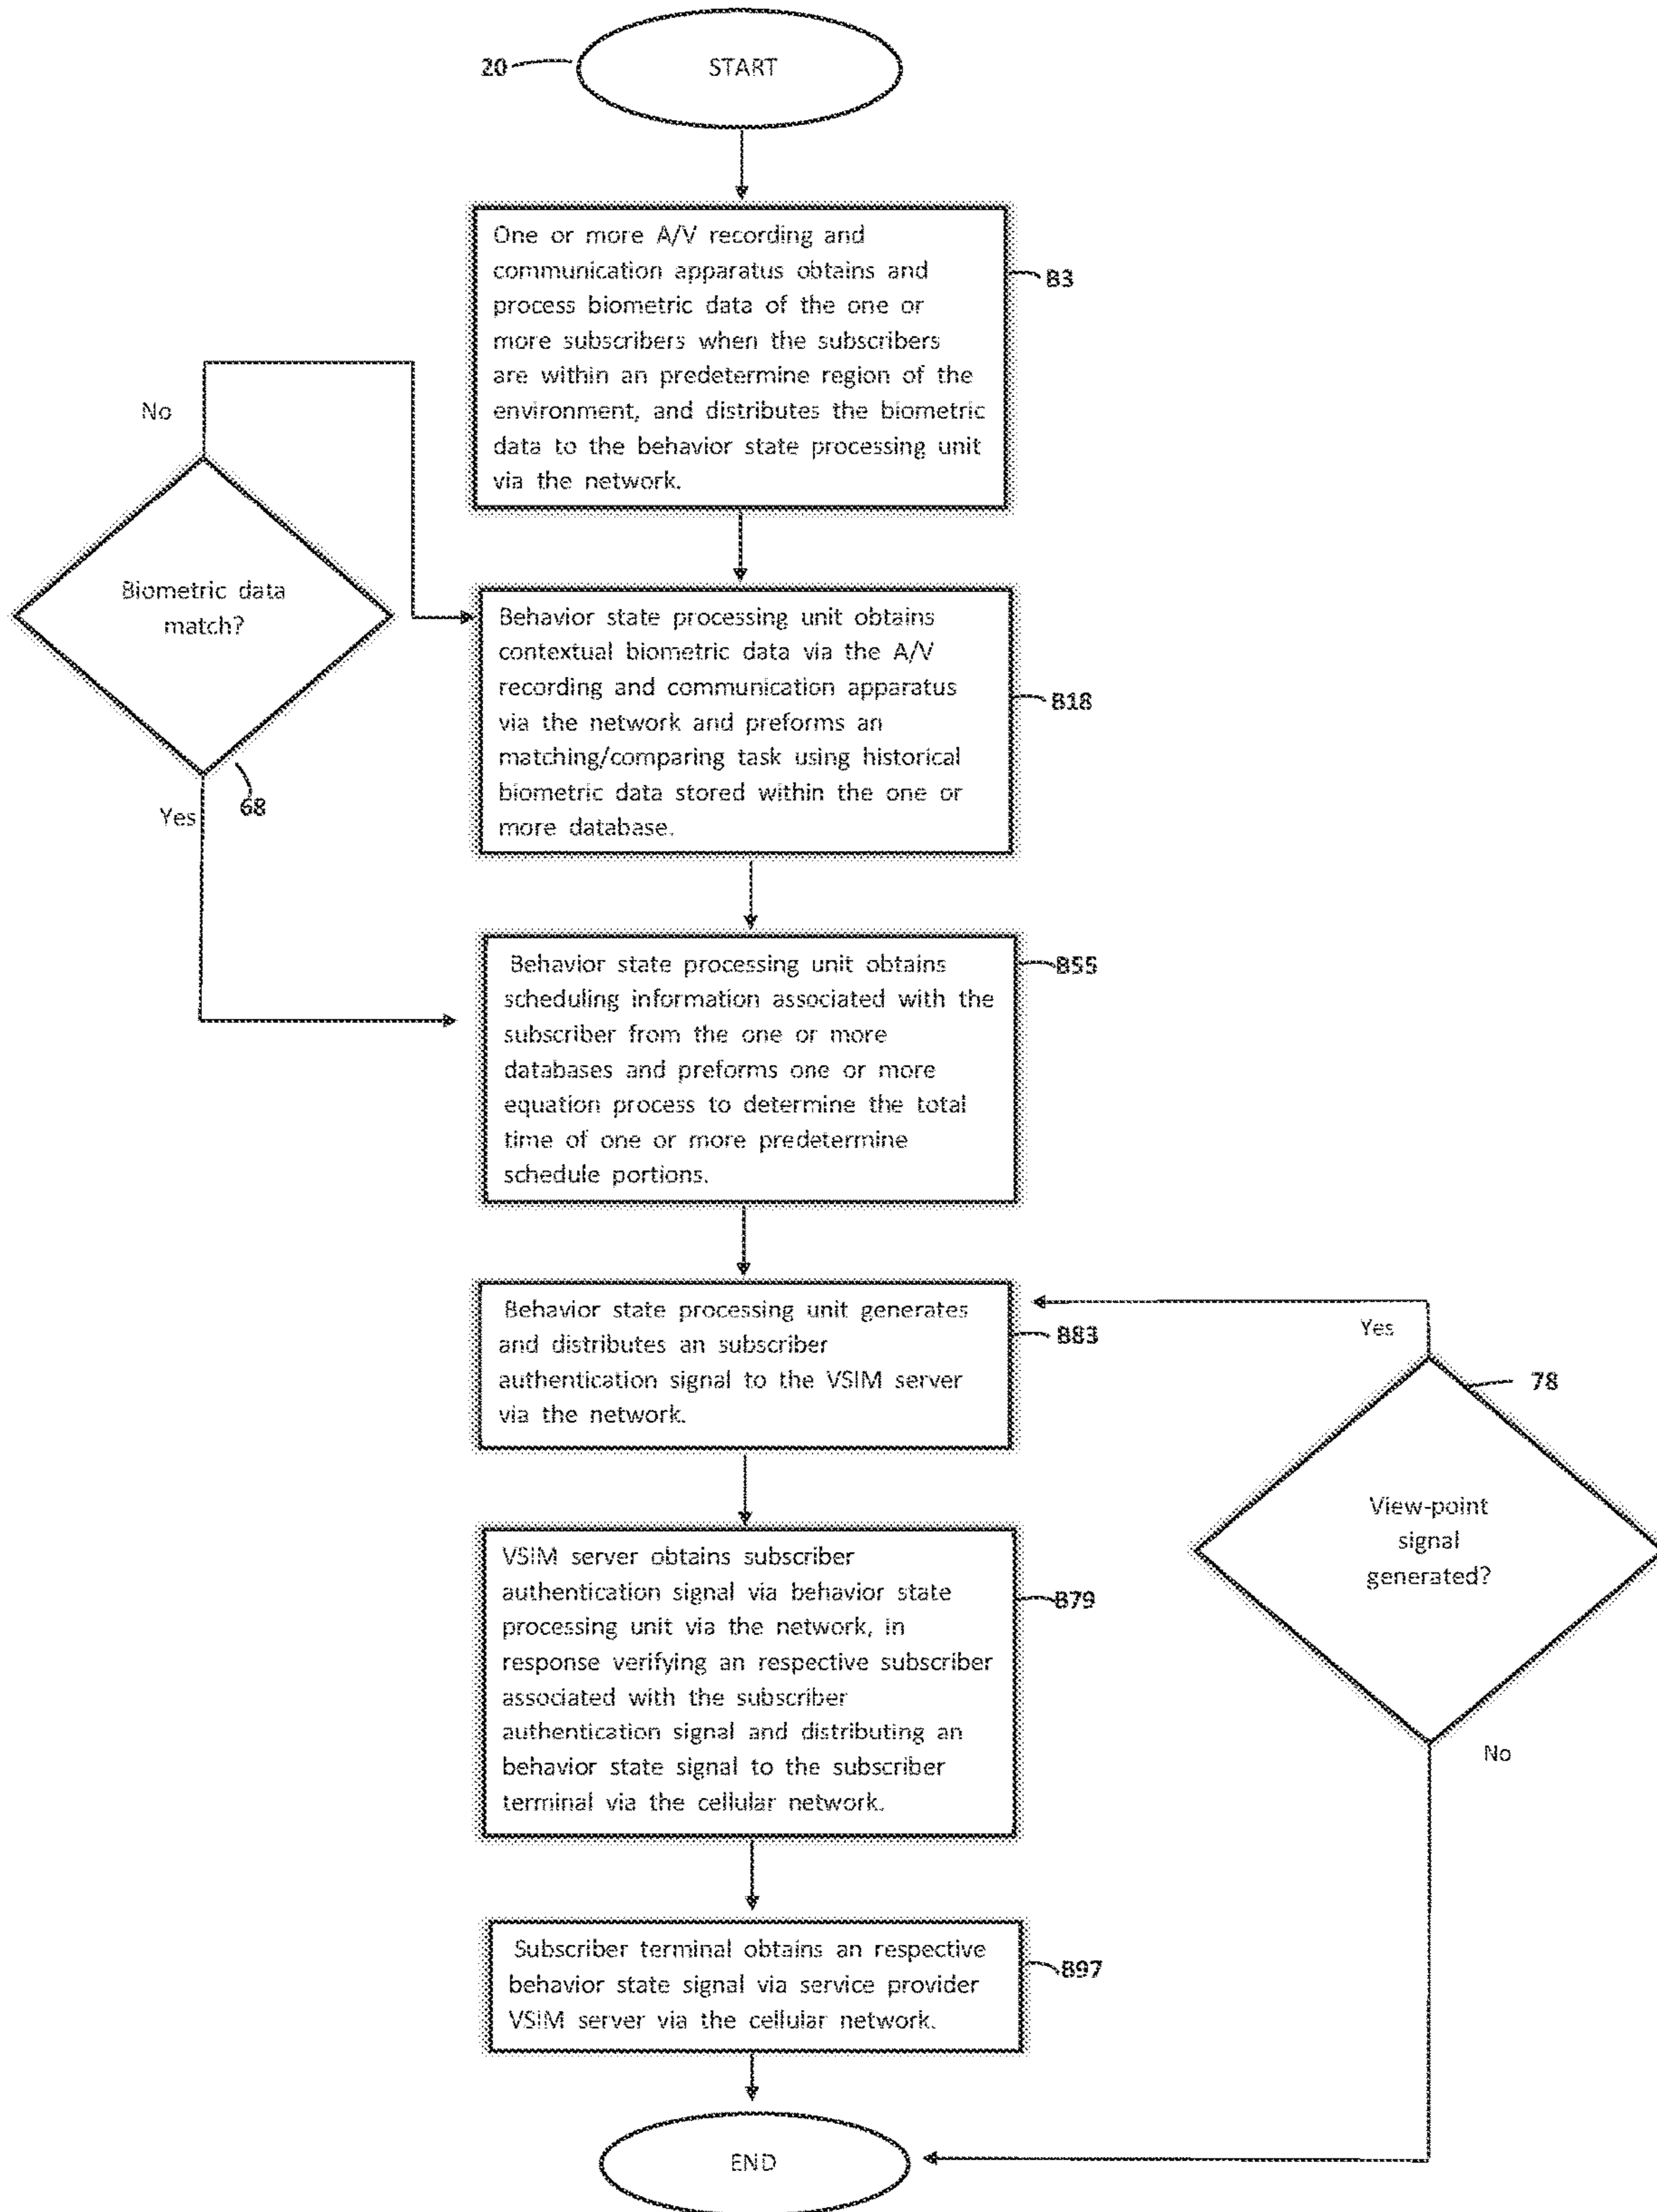 20
START
One or more A/V recording and
communication apparatus obtains and
process biometric data of the one or
more subscribers when the subscribers
are within an predetermine region of the
environment, and distributes the biometric
data to the behavior state processing unit
via the network.
B3
No
Biometric data
match?
68
Yes
Behavior state processing unit obtains
contextual biometric data via the A/V
recording and communication apparatus
via the network and preforms an
matching/comparing task using historical
biometric data stored within the one or
more database.
B18
Behavior state processing unit obtains
scheduling information associated with the
subscriber from the one or more
databases and preforms one or more
equation process to determine the total
time of one or more predetermine
schedule portions.
B55
Behavior state processing unit generates
and distributes an subscriber
authentication signal to the VSIM server
via the network.
B83
Yes
78
View-point
signal
generated?
No
VSIM server obtains subscriber
authentication signal via behavior state
processing unit via the network, in
response verifying an respective subscriber
associated with the subscriber
authentication signal and distributing an
behavior state signal to the subscriber
terminal via the cellular network.
B79
Subscriber terminal obtains an respective
behavior state signal via service provider
VSIM server via the cellular network.
B97
END